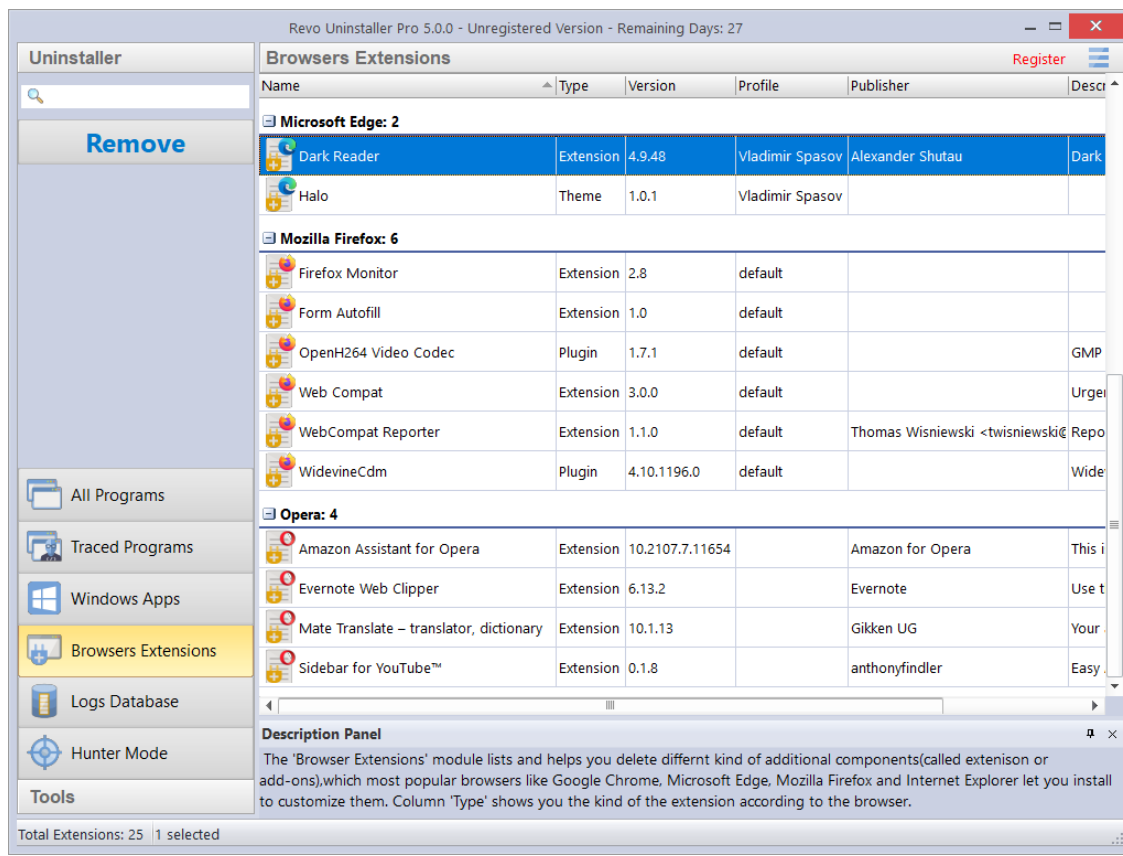 Revo Uninstaller Pro 5.0.0 - Unregistered Version - Remaining Days: 27
Uninstaller
Remove
All Programs
Traced Programs
Windows Apps
Browsers Extensions
Logs Database
Hunter Mode
Tools
Browsers Extensions Register
Name Type Version Profile Publisher Descr
Microsoft Edge: 2
Dark Reader Extension 4.9.48 Vladimir Spasov Alexander Shutau Dark
Halo Theme 1.0.1 Vladimir Spasov
Mozilla Firefox: 6
Firefox Monitor Extension 2.8 default
Form Autofill Extension 1.0 default
OpenH264 Video Codec Plugin 1.7.1 default GMP
Web Compat Extension 3.0.0 default Urge
WebCompat Reporter Extension 1.1.0 default Thomas Wisniewski <twisniewski@ Repo
WidevineCdm Plugin 4.10.1196.0 default Wide
Opera: 4
Amazon Assistant for Opera Extension 10.2107.7.11654 Amazon for Opera This i
Evernote Web Clipper Extension 6.13.2 Evernote Use t
Mate Translate – translator, dictionary Extension 10.1.13 Gikken UG Your
Sidebar for YouTube™ Extension 0.1.8 anthonyfindler Easy
Description Panel
The 'Browser Extensions' module lists and helps you delete differnt kind of additional components(called extenison or
add-ons),which most popular browsers like Google Chrome, Microsoft Edge, Mozilla Firefox and Internet Explorer let you install
to customize them. Column 'Type' shows you the kind of the extension according to the browser.
Total Extensions: 25 1 selected